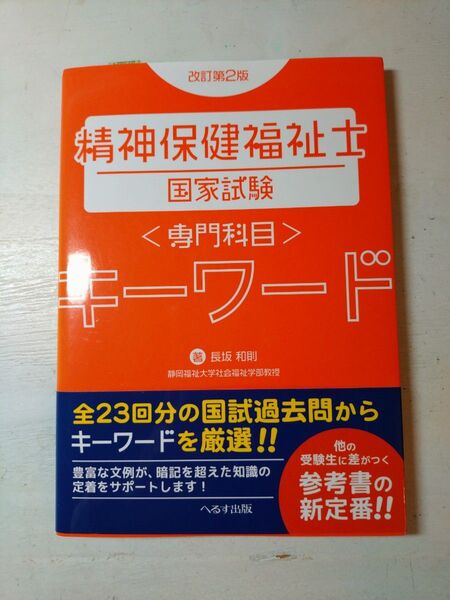 改訂第2版
精神保健福祉士
国家試験
〈専門科目〉
キーワード
著 長坂 和則
静岡福祉大学社会福祉学部教授
全23回分の国試過去問から
キーワードを厳選!!
豊富な文例が、暗記を超えた知識の
定着をサポートします!
他の
受験生に差がつく
参考書の
新定番!!
へるす出版